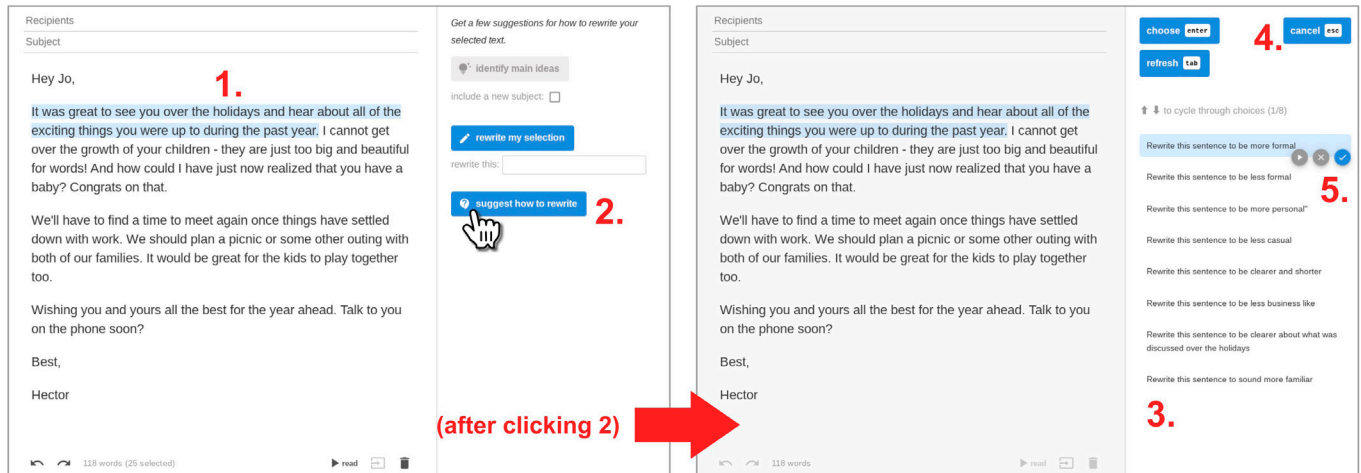 Recipients
Subject
Hey Jo,
1.
It was great to see you over the holidays and hear about all of the
exciting things you were up to during the past year. I cannot get
over the growth of your children - they are just too big and beautiful
for words! And how could I have just now realized that you have a
baby? Congrats on that.
We'll have to find a time to meet again once things have settled
down with work. We should plan a picnic or some other outing with
both of our families. It would be great for the kids to play together
too.
Wishing you and yours all the best for the year ahead. Talk to you
on the phone soon?
Best,
Hector
118 words (25 selected)
read
Get a few suggestions for how to rewrite your
selected text.
identify main ideas
include a new subject:
rewrite my selection
rewrite this:
suggest how to rewrite
2.
(after clicking 2)
Recipients
Subject
Hey Jo,
It was great to see you over the holidays and hear about all of the
exciting things you were up to during the past year. I cannot get
over the growth of your children - they are just too big and beautiful
for words! And how could I have just now realized that you have a
baby? Congrats on that.
We'll have to find a time to meet again once things have settled
down with work. We should plan a picnic or some other outing with
both of our families. It would be great for the kids to play together
too.
Wishing you and yours all the best for the year ahead. Talk to you
on the phone soon?
Best,
Hector
118 words
read
choose enter
4.
cancel esc
refresh tab
to cycle through choices (1/8)
Rewrite this sentence to be more formal
5.
Rewrite this sentence to be less formal
Rewrite this sentence to be more personal"
Rewrite this sentence to be less casual
Rewrite this sentence to be clearer and shorter
Rewrite this sentence to be less business like
Rewrite this sentence to be clearer about what was
discussed over the holidays
Rewrite this sentence to sound more familiar
3.